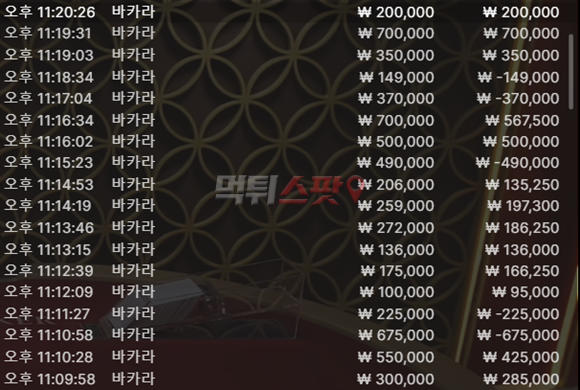 오후 11:20:26 바카라 ₩ 200,000 ₩ 200,000
오후 11:19:31 바카라 ₩ 700,000 ₩ 700,000
오후 11:19:03 바카라 ₩ 350,000 ₩ 350,000
오후 11:18:34 바카라 ₩ 149,000 ₩ -149,000
오후 11:17:04 바카라 ₩ 370,000 ₩ -370,000
오후 11:16:34 바카라 ₩ 700,000 ₩ 567,500
오후 11:16:02 바카라 ₩ 500,000 ₩ 500,000
오후 11:15:23 바카라 ₩ 490,000 ₩ -490,000
오후 11:14:53 바카라 ₩ 206,000 ₩ 135,250
먹튀스팟
오후 11:14:19 바카라 ₩ 259,000 ₩ 197,300
오후 11:13:46 바카라 ₩ 272,000 ₩ 186,250
오후 11:13:15 바카라 ₩ 136,000 ₩ 136,000
오후 11:12:39 바카라 ₩ 175,000 ₩ 166,250
오후 11:12:09 바카라 ₩ 100,000 ₩ 95,000
오후 11:11:27 바카라 ₩ 225,000 ₩ -225,000
오후 11:10:58 바카라 ₩ 675,000 ₩ -675,000
오후 11:10:28 바카라 ₩ 550,000 ₩ 425,000
오후 11:09:58 바카라 ₩ 300,000 ₩ 285,000